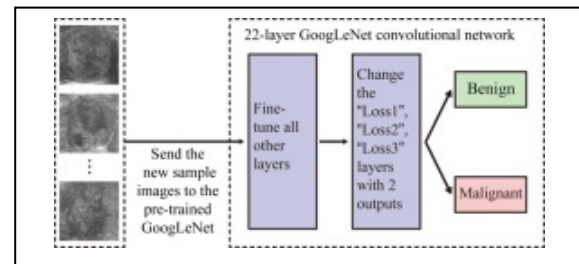 22-layer GoogLeNet convolutional network
Send the
new sample
images to the
pre-trained
GoogLeNet
Fine-
tune all
other
layers
Change
the
"Loss1",
"Loss2",
"Loss3"
layers
with 2
outputs
Benign
Malignant